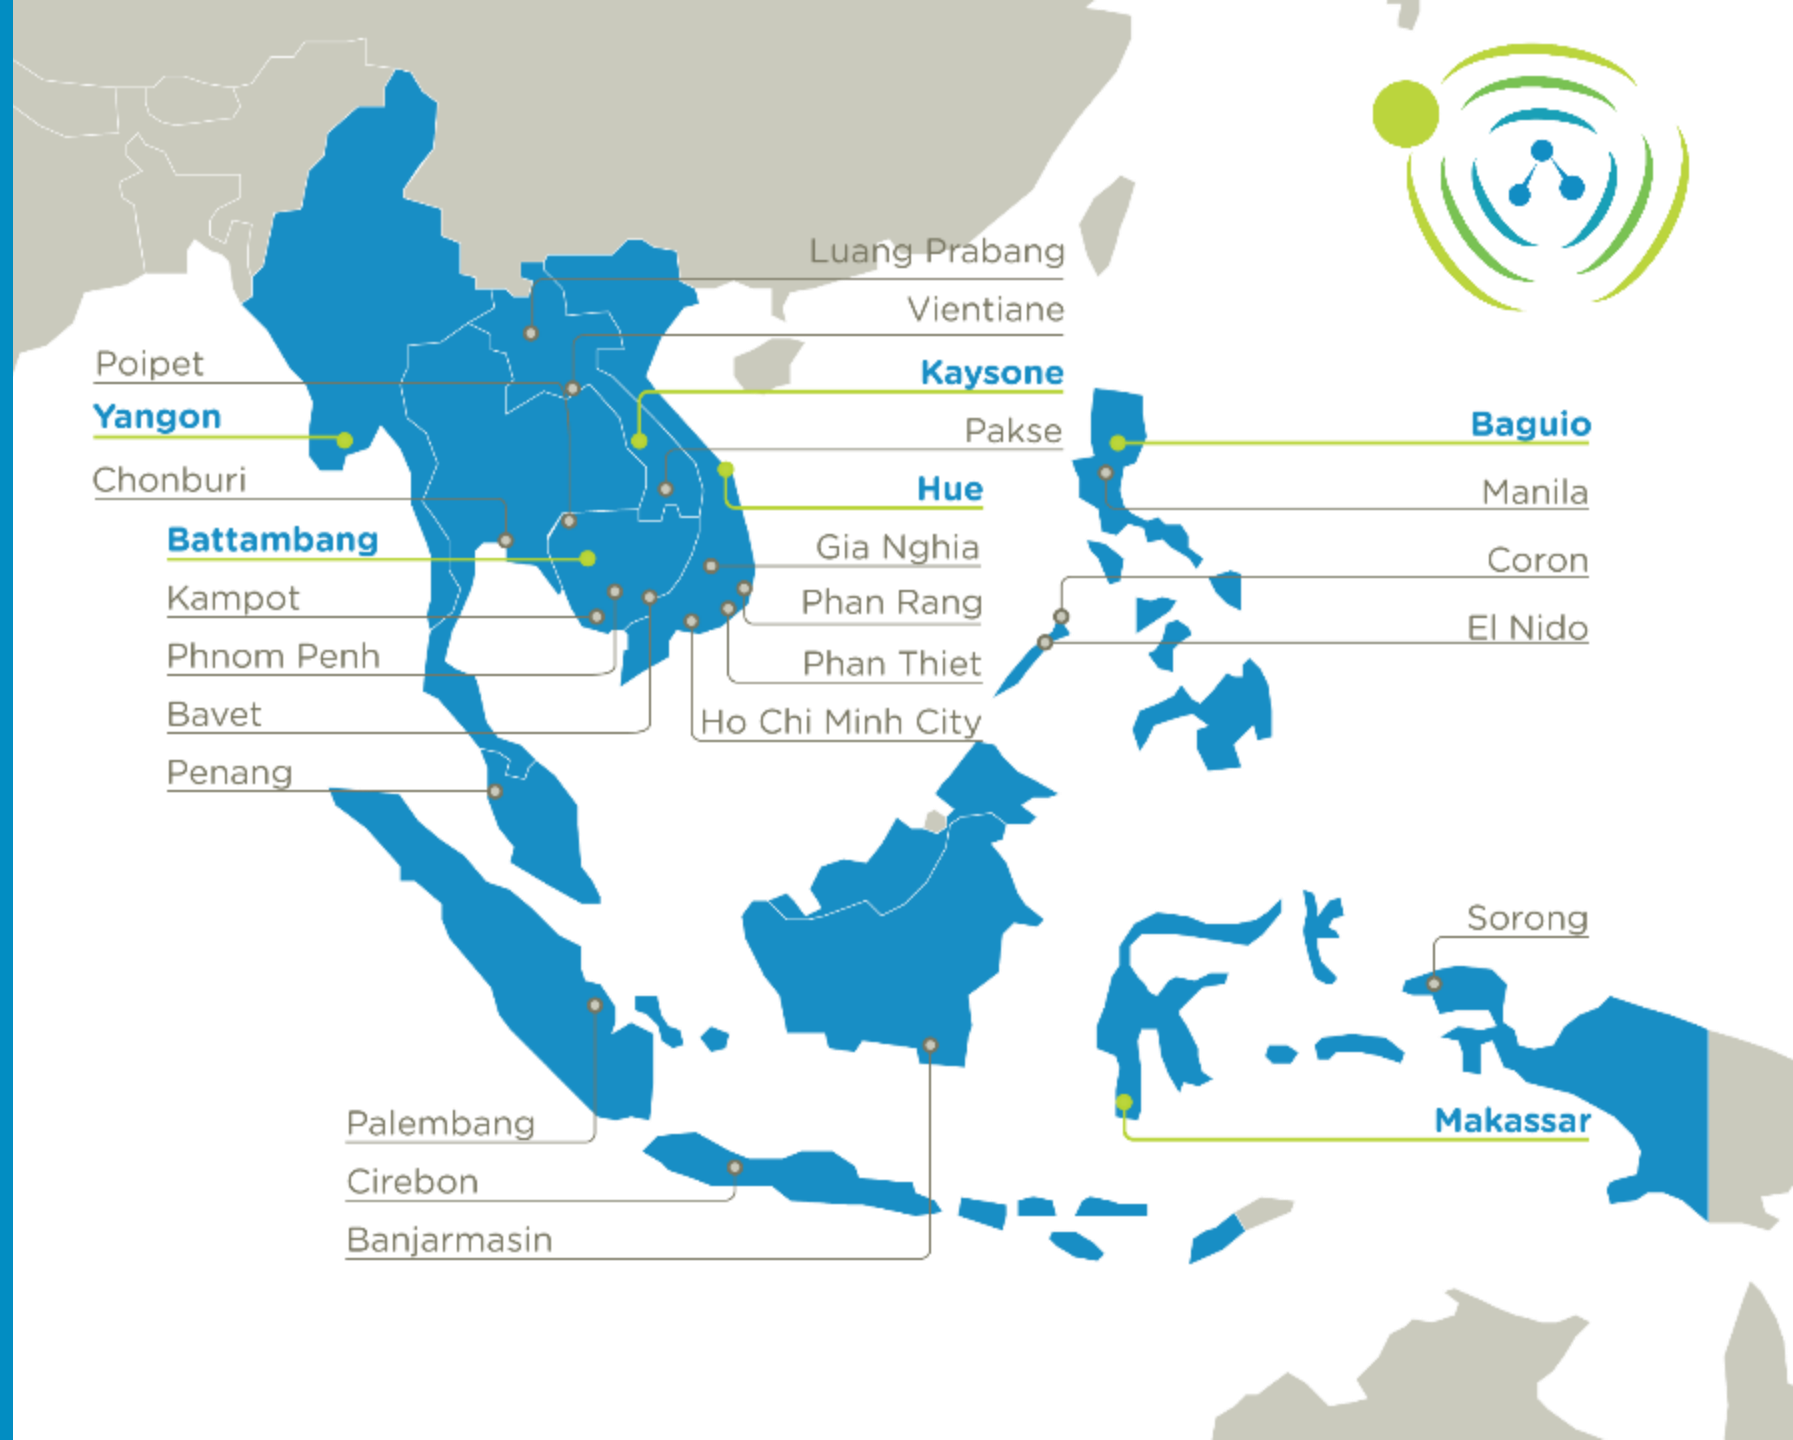 Luang Prabang
Vientiane
Kaysone
Pakse
Hue
Gia Nghia
Phan Rang
Phan Thiet
Ho Chi Minh City
Poipet
Yangon
Chonburi
Battambang
Kampot
Phnom Penh
Bavet
Penang
Baguio
Manila
Coron
El Nido
Sorong
Makassar
Palembang
Cirebon
Banjarmasin